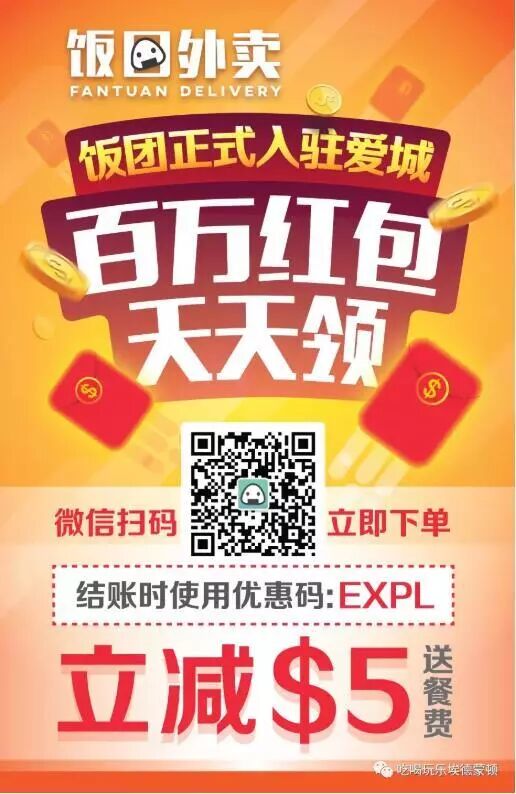 饭团外卖
FANTUAN DELIVERY
饭团正式入驻爱城
百万红包
天天领
微信扫码
立即下单
结账时使用优惠码:EXPL
立减$5
送餐费
吃喝玩乐埃德蒙顿